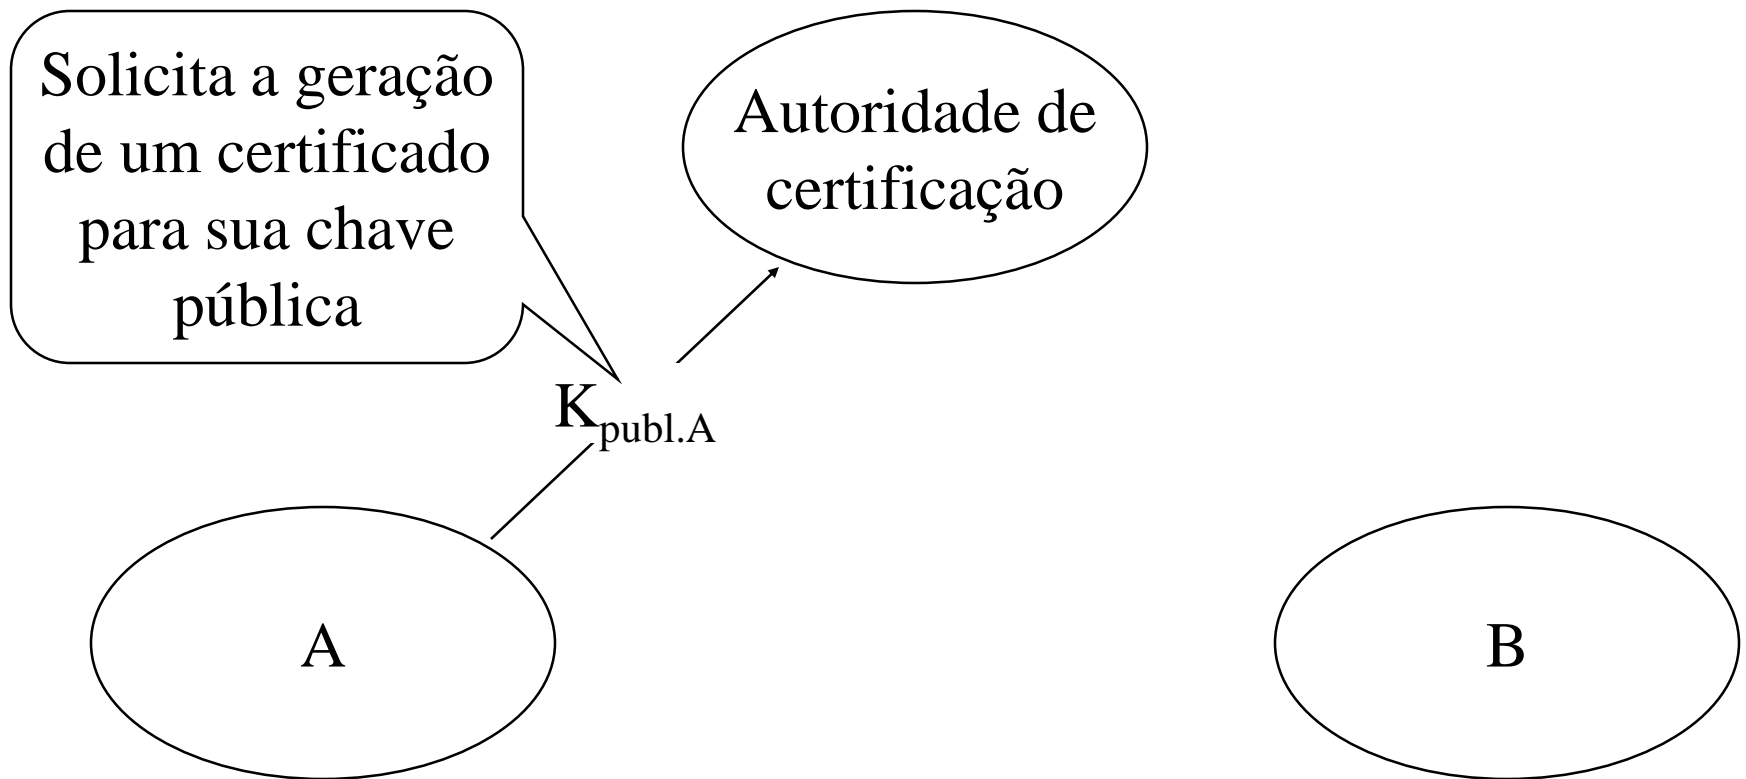 Solicita a geração
de um certificado
para sua chave
pública
Autoridade de
certificação
Kpubl.A
A
B